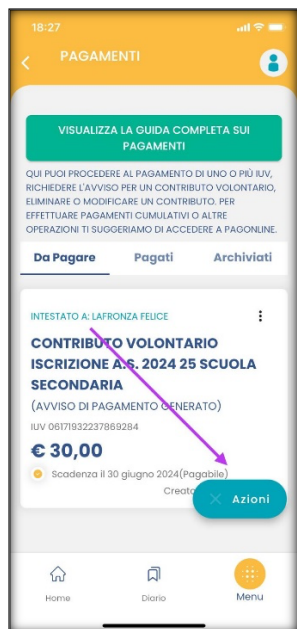 18:27
PAGAMENTI
VISUALIZZA LA GUIDA COMPLETA SUI
PAGAMENTI
QUI PUOI PROCEDERE AL PAGAMENTO DI UNO O PIÙ IUV,
RICHIEDERE L'AVVISO PER UN CONTRIBUTO VOLONTARIO,
ELIMINARE O MODIFICARE UN CONTRIBUTO. PER
EFFETTUARE PAGAMENTI CUMULATIVI O ALTRE
OPERAZIONI TI SUGGERIAMO DI ACCEDERE A PAGONLINE.
Da Pagare Pagati Archiviati
INTESTATO A: LAFRONZA FELICE
CONTRIBUTO VOLONTARIO
ISCRIZIONE A.S. 2024 25 SCUOLA
SECONDARIA
(AVVISO DI PAGAMENTO GENERATO)
IUV 06171932237869284
€ 30,00
Scadenza il 30 giugno 2024(Pagabile)
Azioni
Home Diario Menu